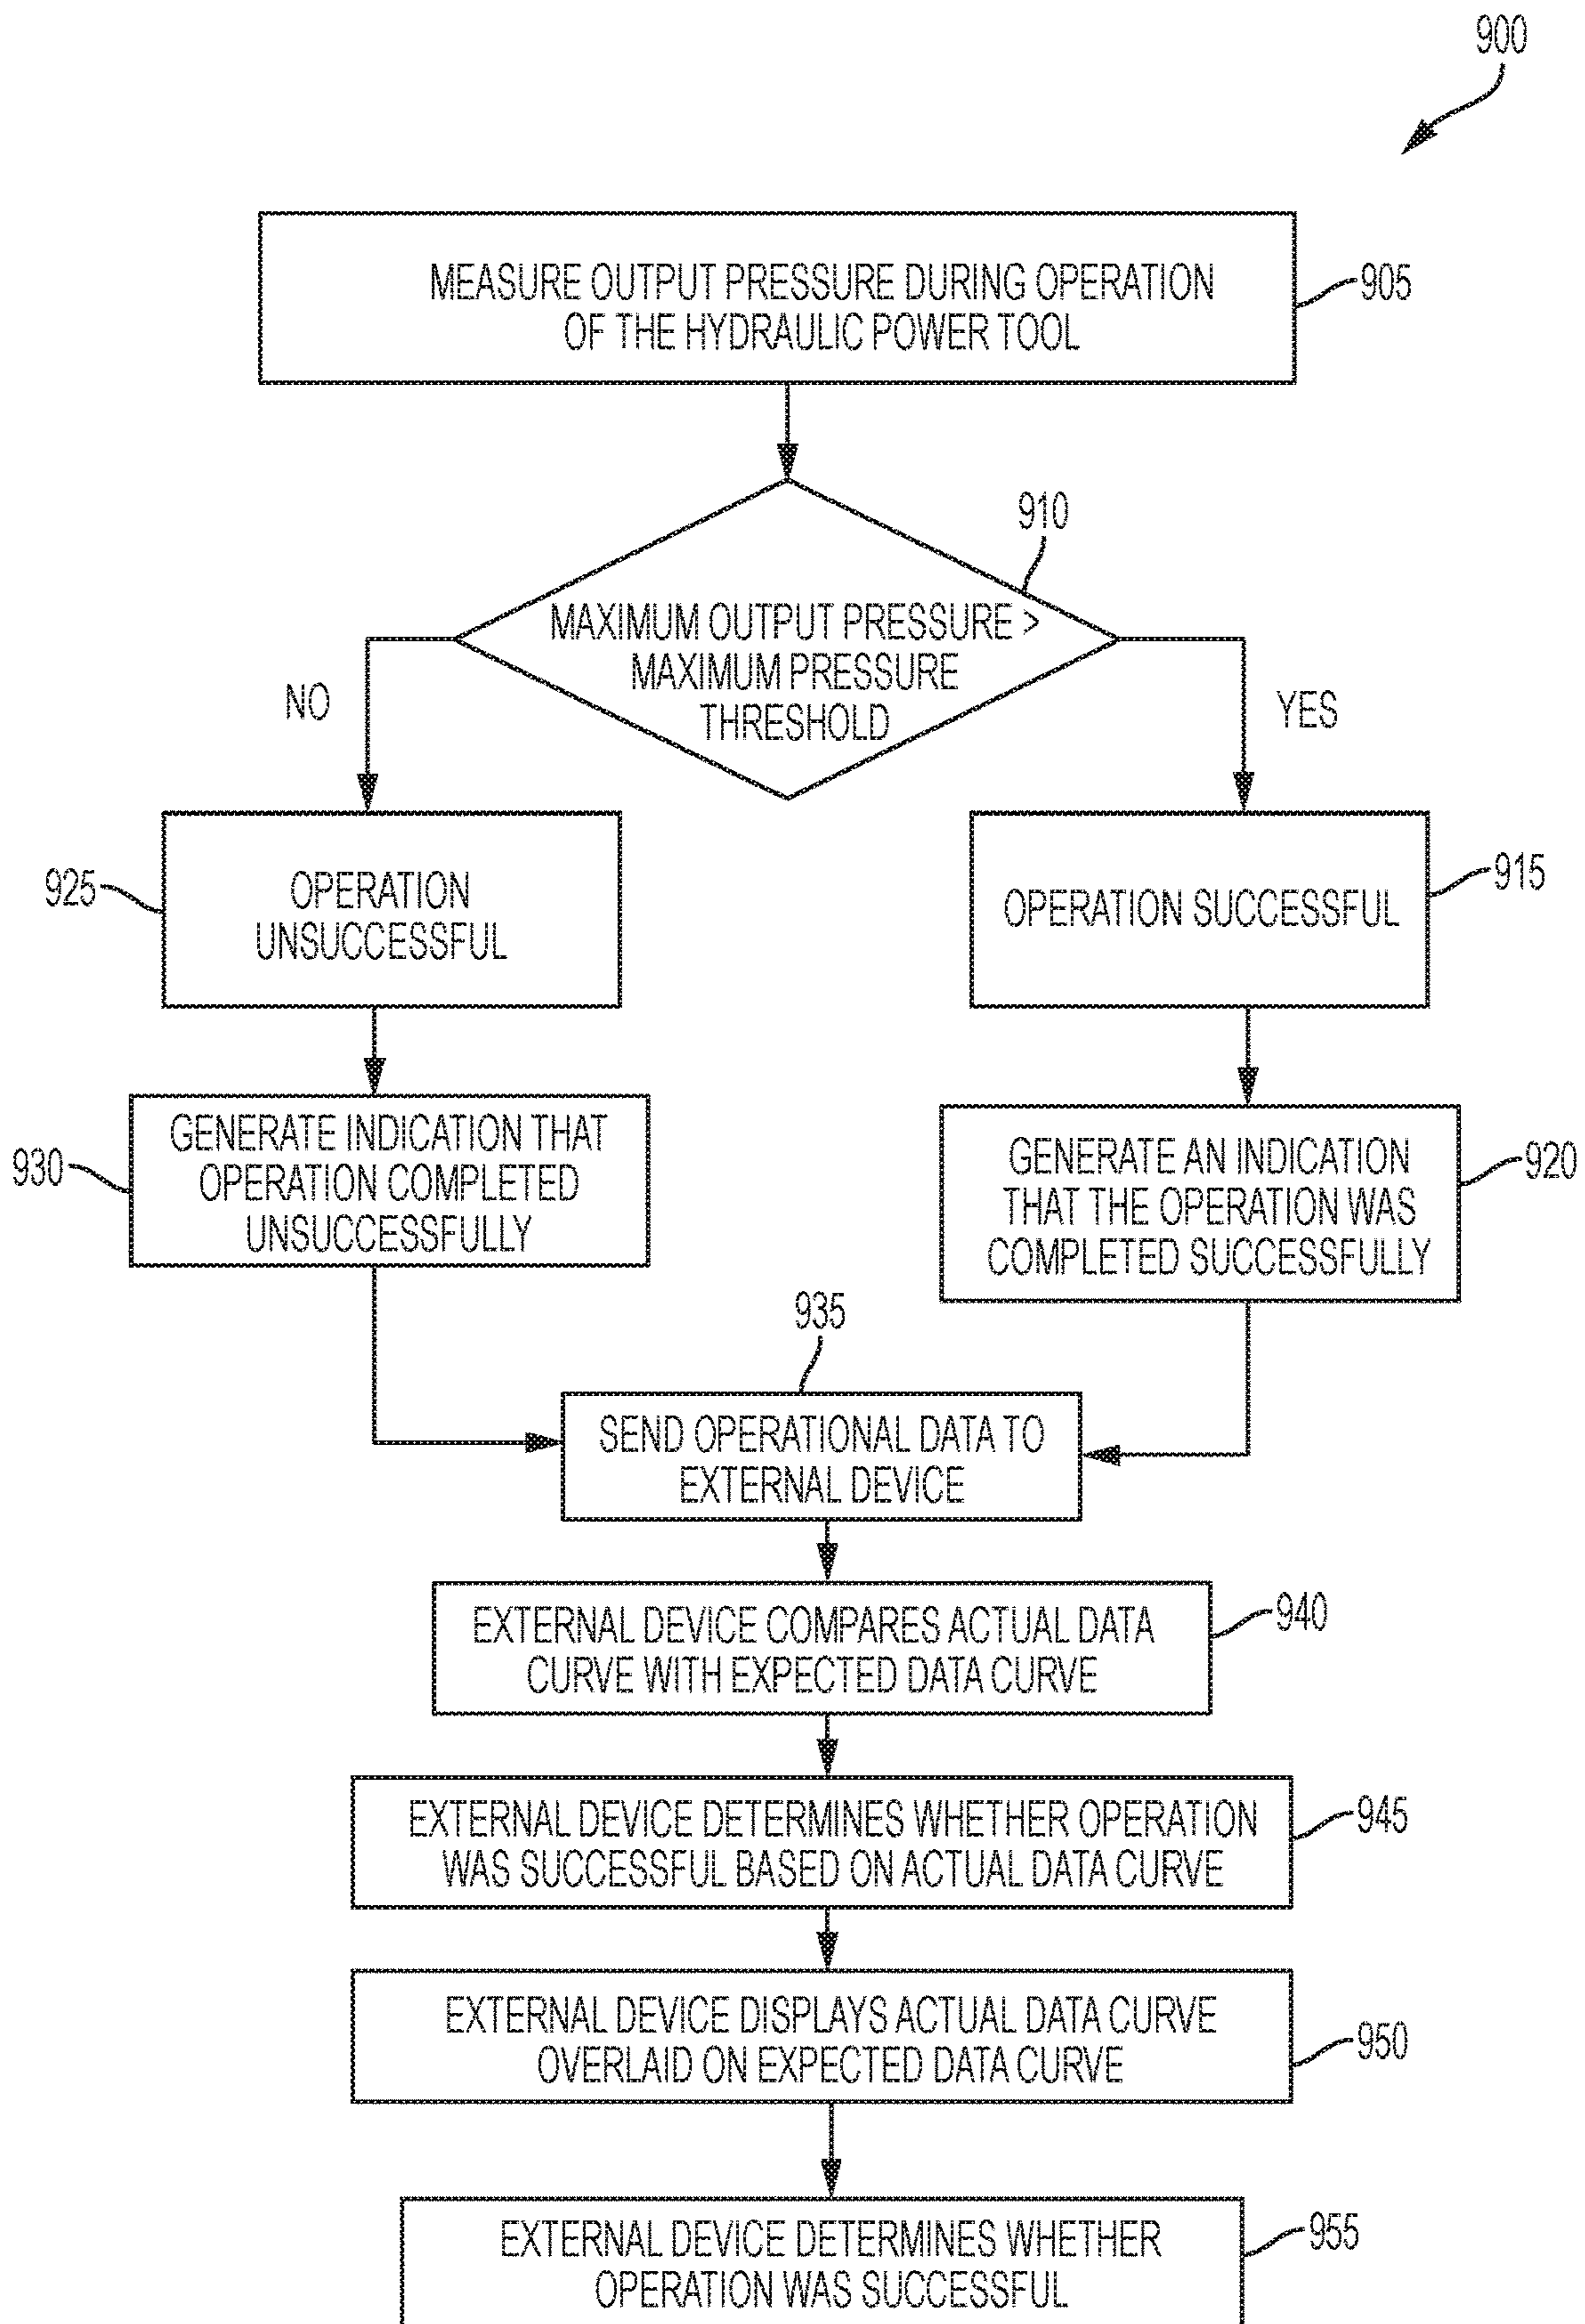 900
MEASURE OUTPUT PRESSURE DURING OPERATION
OF THE HYDRAULIC POWER TOOL
905
910
MAXIMUM OUTPUT PRESSURE >
MAXIMUM PRESSURE
THRESHOLD
NO
YES
925
OPERATION
UNSUCCESSFUL
OPERATION SUCCESSFUL
915
930
GENERATE INDICATION THAT
OPERATION COMPLETED
UNSUCCESSFULLY
GENERATE AN INDICATION
THAT THE OPERATION WAS
COMPLETED SUCCESSFULLY
920
935
SEND OPERATIONAL DATA TO
EXTERNAL DEVICE
EXTERNAL DEVICE COMPARES ACTUAL DATA
CURVE WITH EXPECTED DATA CURVE
940
EXTERNAL DEVICE DETERMINES WHETHER OPERATION
WAS SUCCESSFUL BASED ON ACTUAL DATA CURVE
945
EXTERNAL DEVICE DISPLAYS ACTUAL DATA CURVE
OVERLAID ON EXPECTED DATA CURVE
950
EXTERNAL DEVICE DETERMINES WHETHER
OPERATION WAS SUCCESSFUL
955